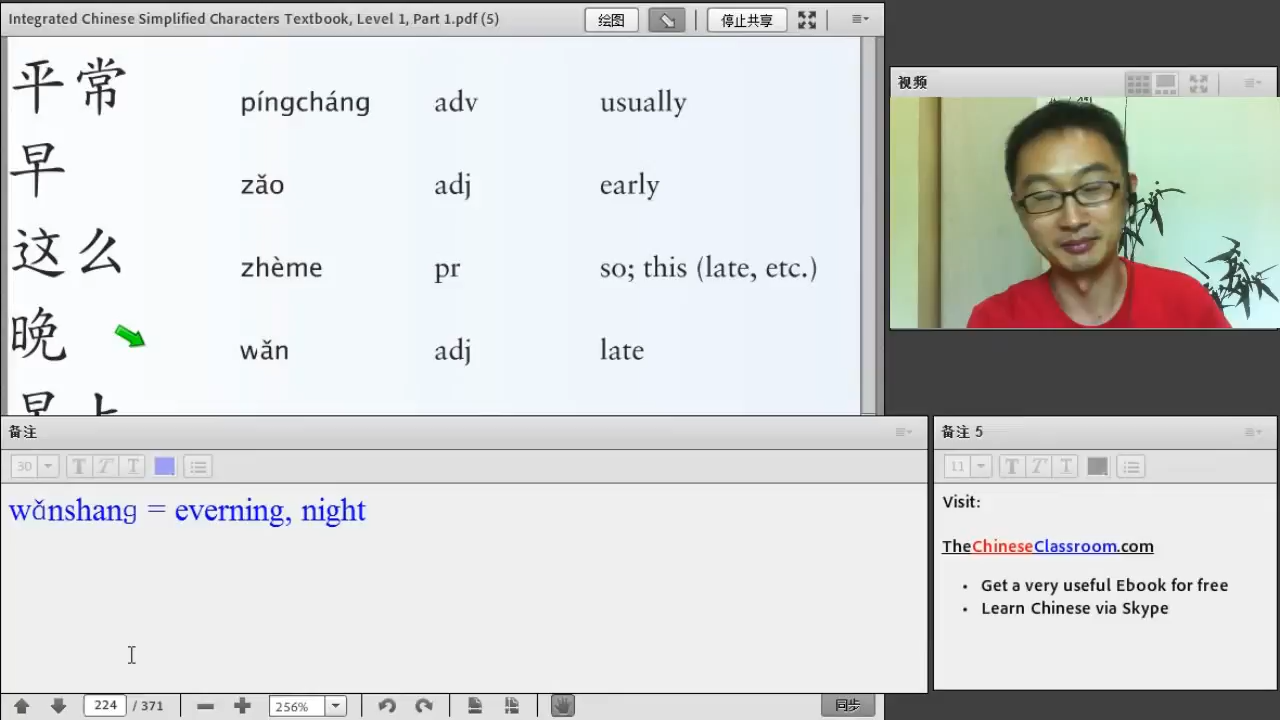 Integrated Chinese Simplified Characters Textbook, Level 1, Part 1.pdf (5)
绘图
停止共享
平常 píngcháng adv usually
早 zǎo adj early
这么 zhème pr so; this (late, etc.)
晚 wǎn adj late
早上
视频
备注
30
wǎnshang = everning, night
224 / 371
256%
同步
备注 5
11
Visit:
TheChineseClassroom.com
• Get a very useful Ebook for free
• Learn Chinese via Skype